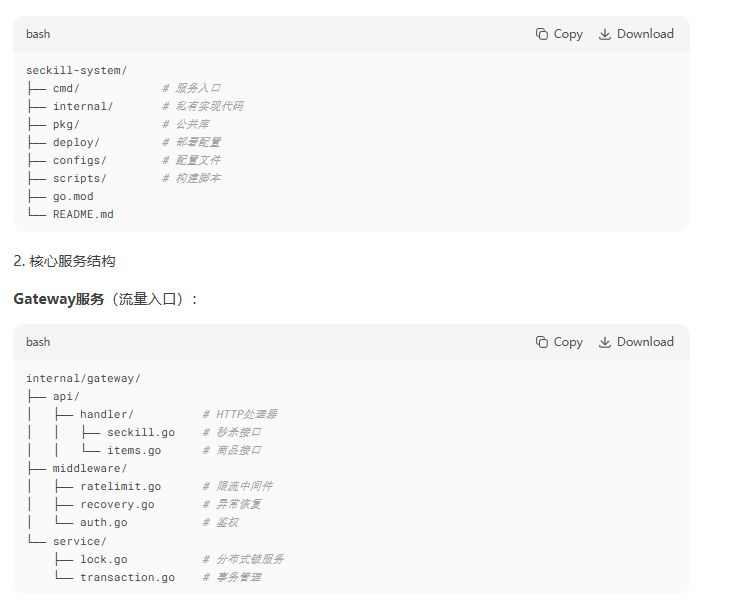 bash Copy Download
seckill-system/
├── cmd/ # 服务入口
├── internal/ # 私有实现代码
├── pkg/ # 公共库
├── deploy/ # 部署配置
├── configs/ # 配置文件
├── scripts/ # 构建脚本
├── go.mod
└── README.md
2. 核心服务结构
Gateway服务（流量入口）：
bash Copy Download
internal/gateway/
├── api/
│   ├── handler/ # HTTP处理器
│   │   ├── seckill.go # 秒杀接口
│   │   └── items.go # 商品接口
├── middleware/
│   ├── ratelimit.go # 限流中间件
│   ├── recovery.go # 异常恢复
│   └── auth.go # 鉴权
└── service/
    ├── lock.go # 分布式锁服务
    └── transaction.go # 事务管理